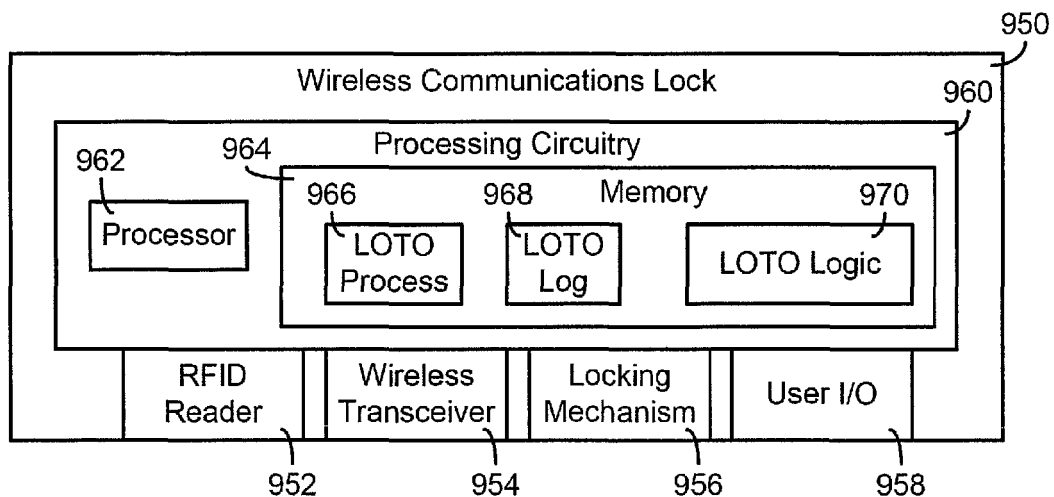 950
Wireless Communications Lock
960
964
Processing Circuitry
962
966
968
Memory
970
Processor
LOTO
Process
LOTO
Log
LOTO Logic
RFID
Reader
Wireless
Transceiver
Locking
Mechanism
User I/O
952
954
956
958